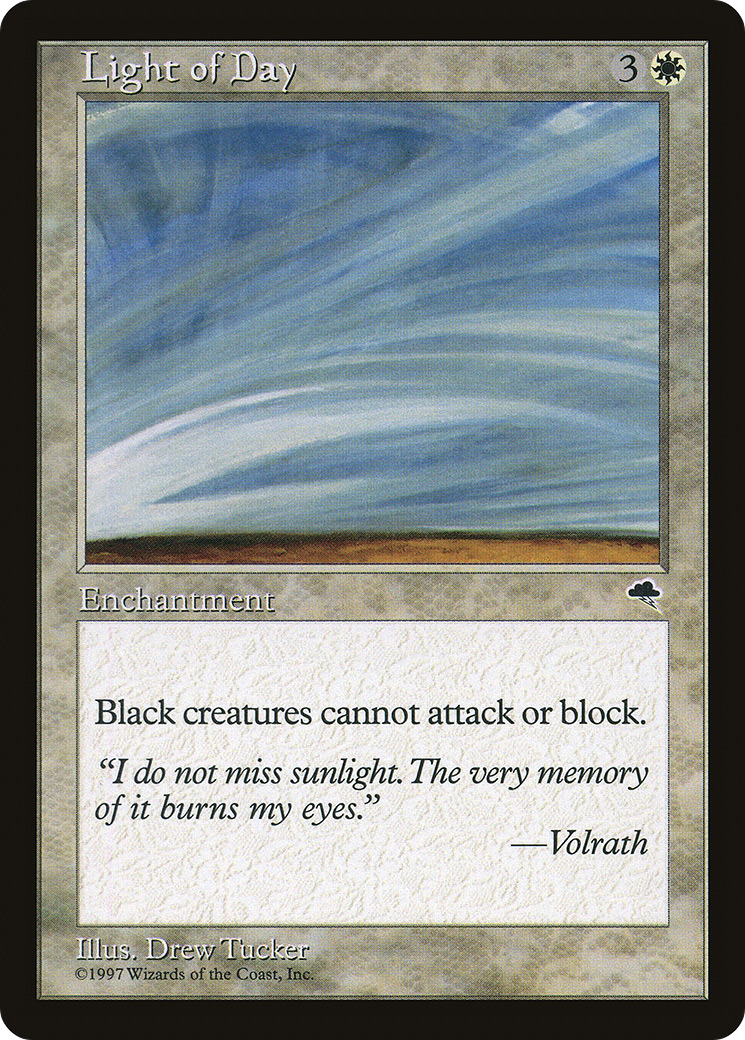 Light of Day 3
Enchantment
Black creatures cannot attack or block.
“I do not miss sunlight. The very memory
of it burns my eyes.”
—Volrath
Illus. Drew Tucker
©1997 Wizards of the Coast, Inc.